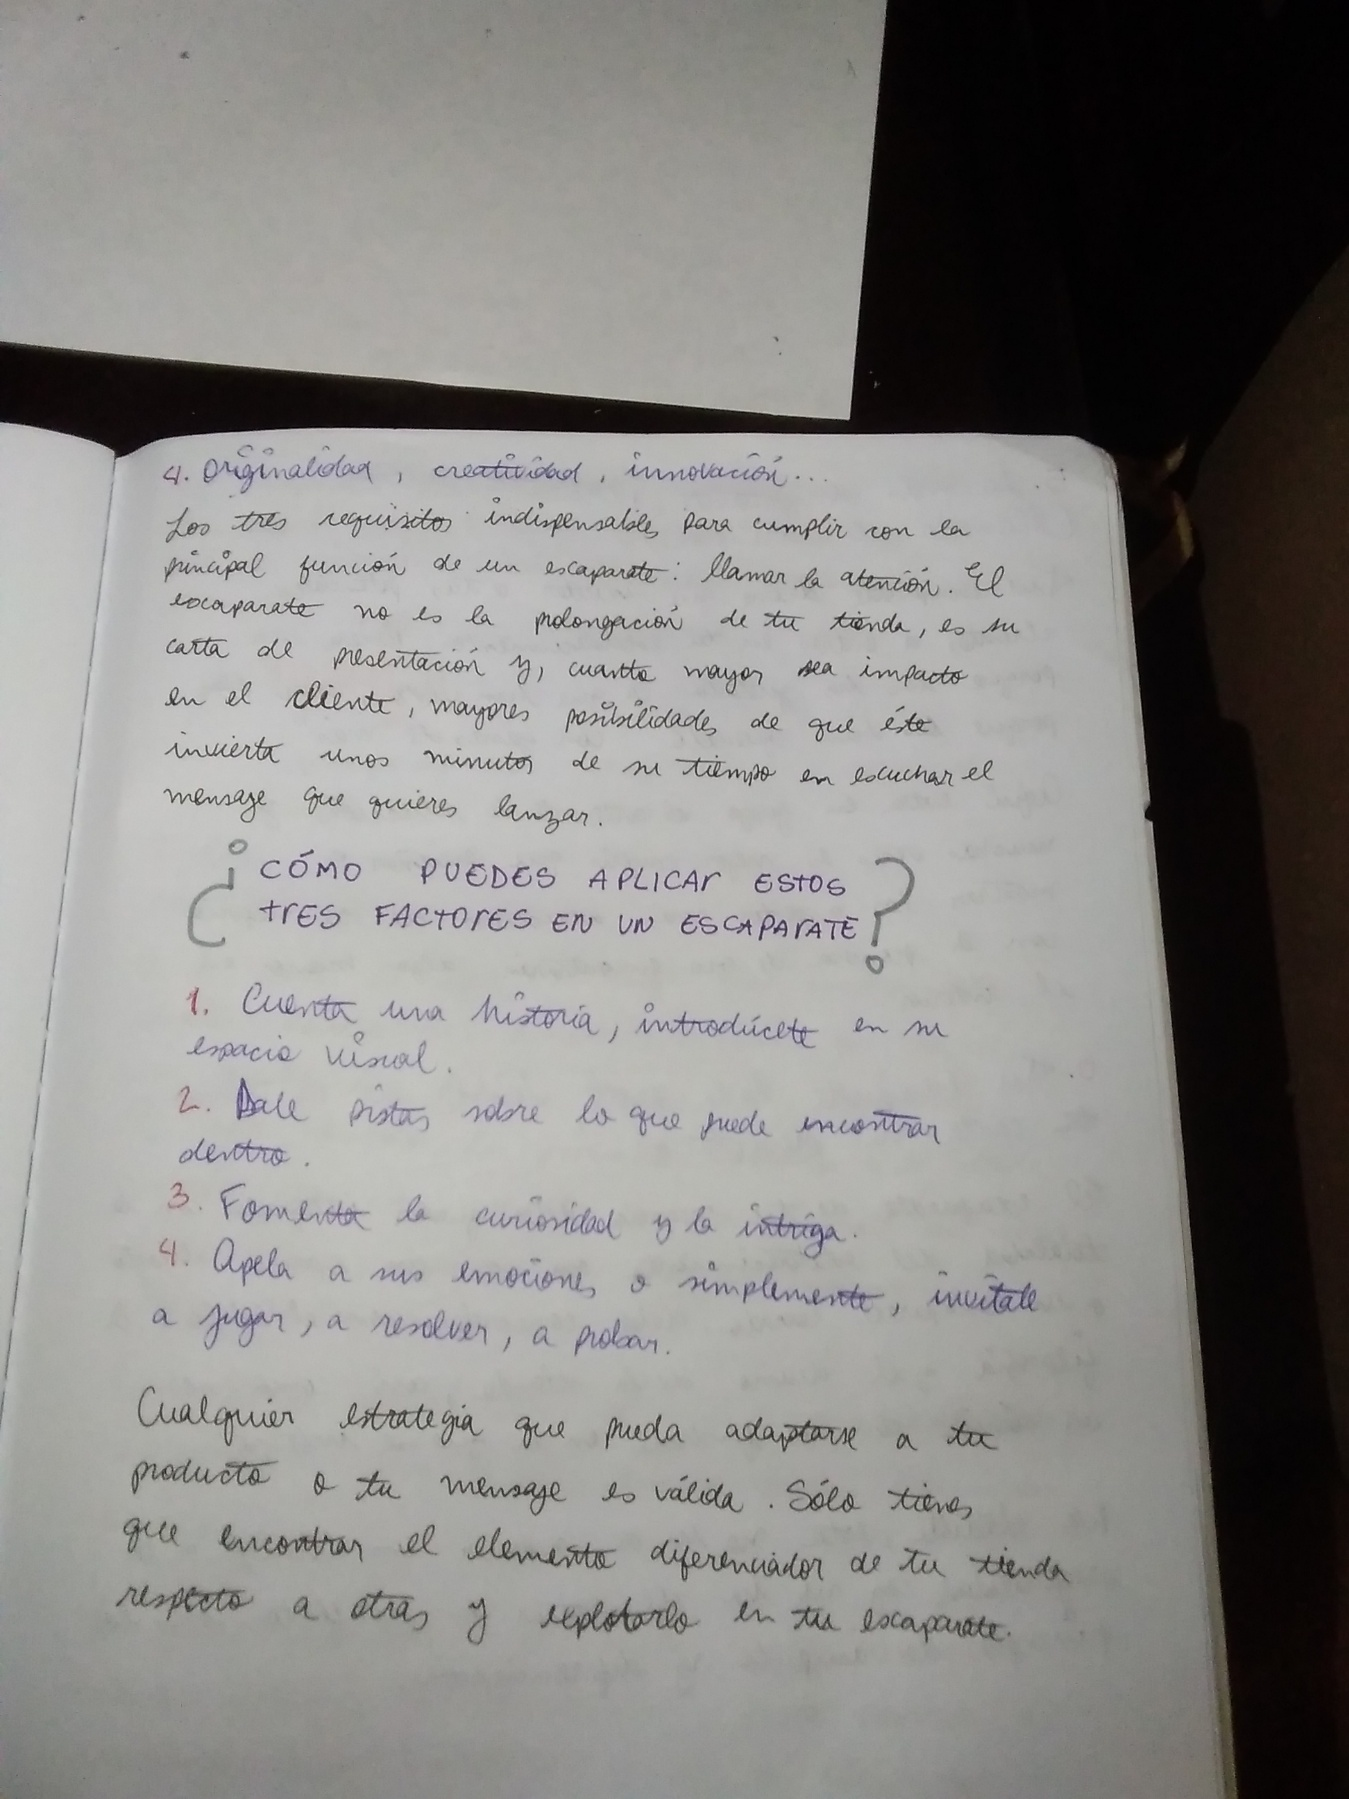 4. Originalidad, creatividad, innovación...
Los tres requisitos indispensables para cumplir con la
principal función de un escaparate: llamar la atención. El
escaparate no es la prolongación de tu tienda, es su
carta de presentación y, cuanto mayor sea impacto
en el cliente, mayores posibilidades de que éste
invierta unos minutos de su tiempo en escuchar el
mensaje que quieres lanzar.
¿CÓMO PUEDES APLICAR ESTOS
TRES FACTORES EN UN ESCAPARATE?
1. Cuenta una historia, introdúcete en su
espacio visual.
2. Dale pistas sobre lo que puede encontrar
dentro.
3. Fomenta la curiosidad y la intriga.
4. Apela a sus emociones o simplemente, invítale
a jugar, a resolver, a probar.
Cualquier estrategia que pueda adaptarse a tu
producto o tu mensaje es válida. Sólo tienes
que encontrar el elemento diferenciador de tu tienda
respecto a otras y explotarlo en tu escaparate.